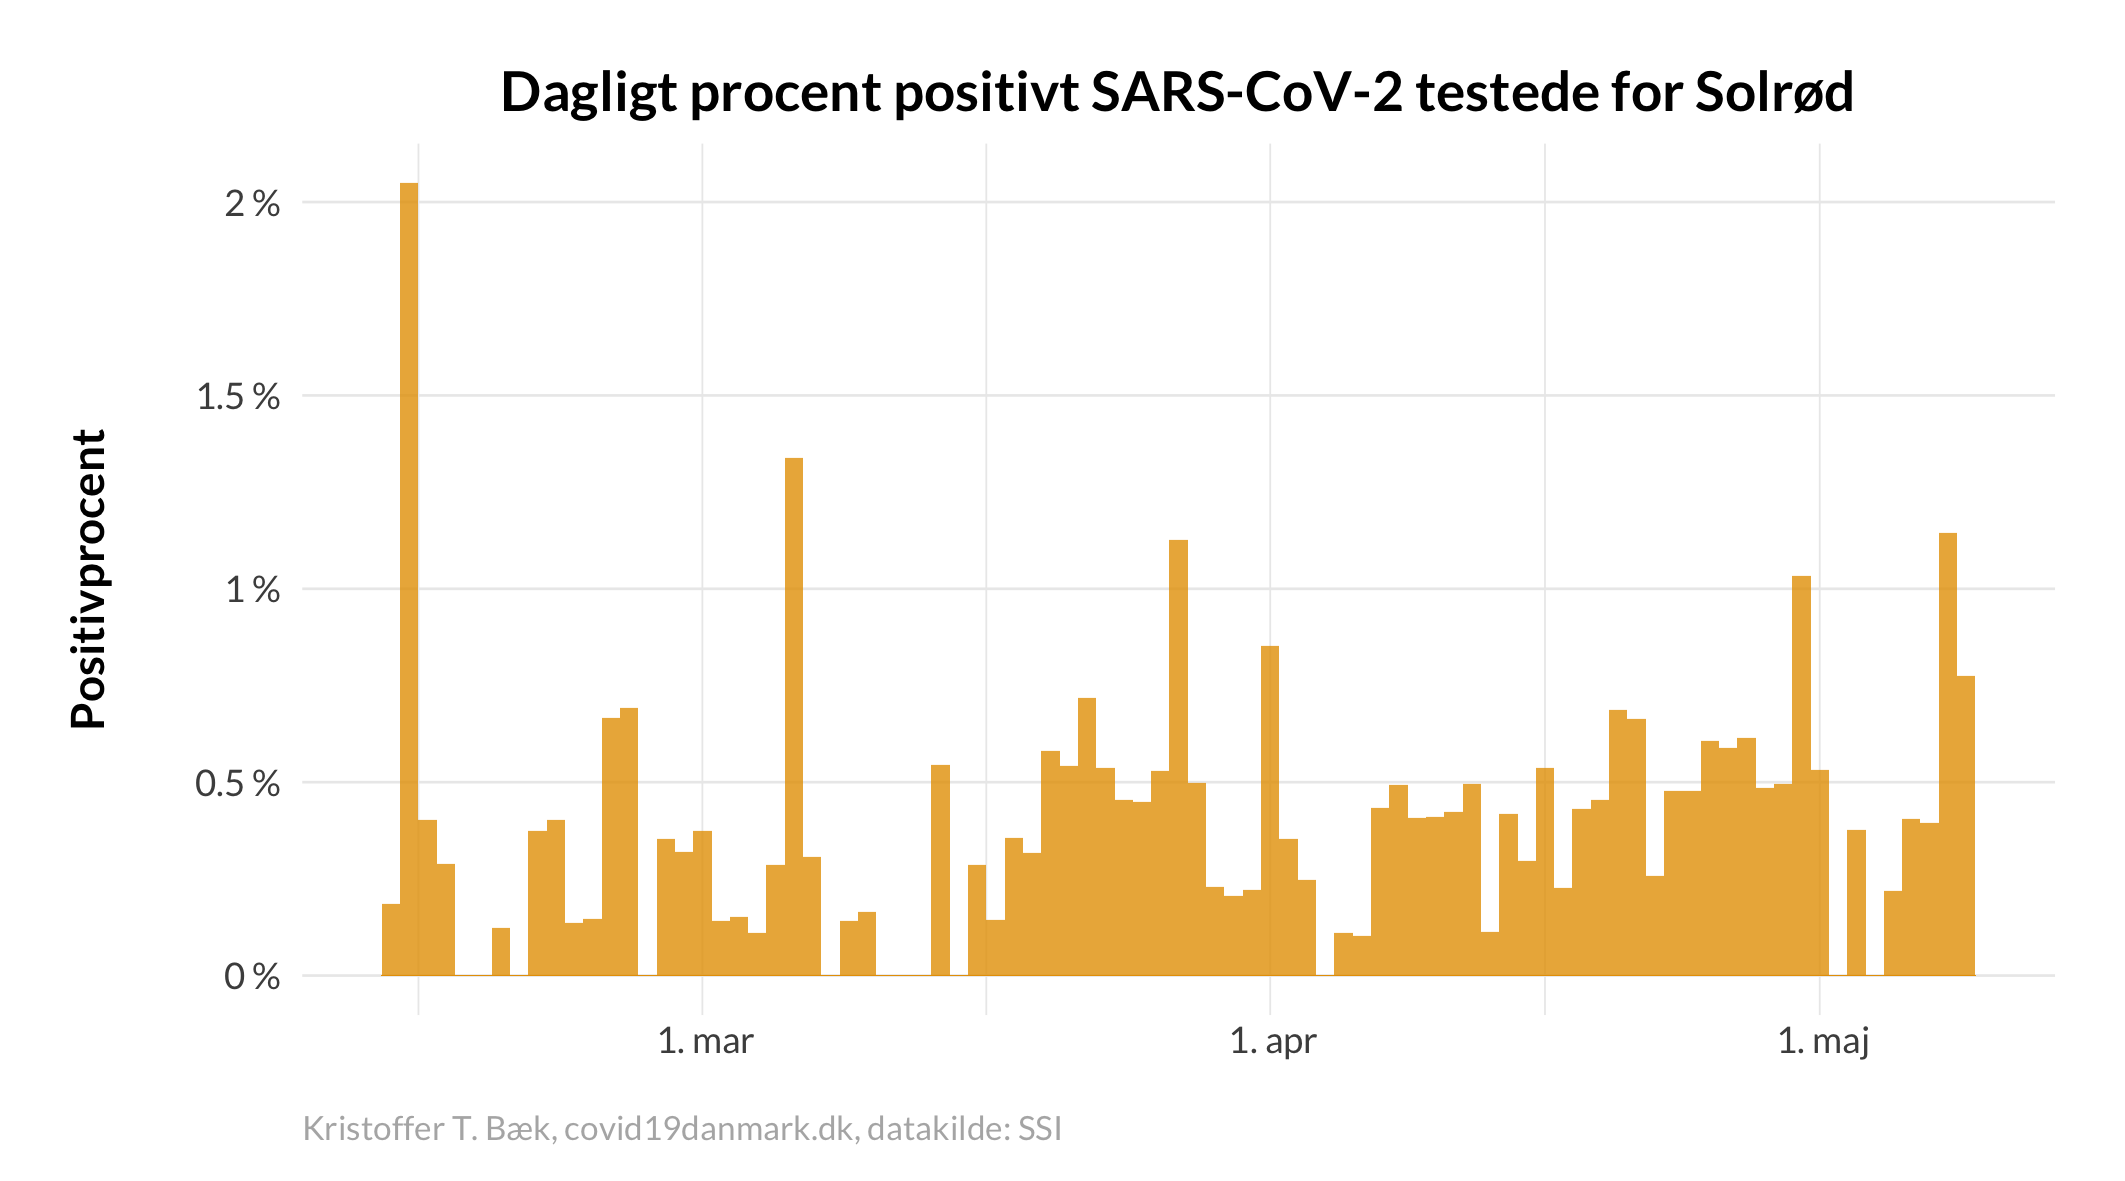 Dagligt procent positivt SARS-CoV-2 testede for Solrød
Positivprocent
2 %
1.5 %
1 %
0.5 %
0 %
1. mar
1. apr
1. maj
Kristoffer T. Bæk, covid19danmark.dk, datakilde: SSI